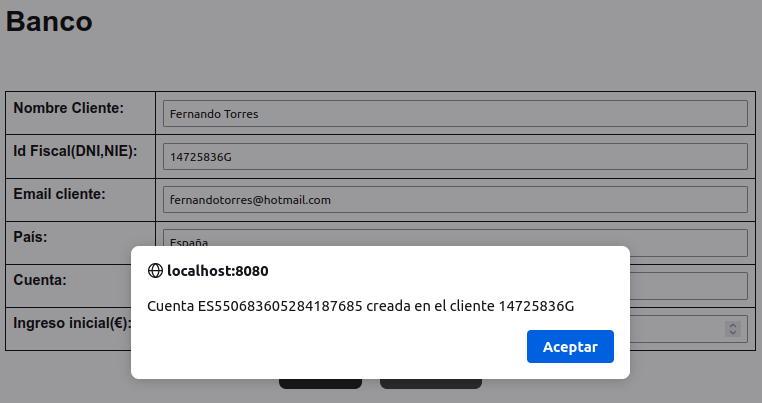 Banco
Nombre Cliente:
Fernando Torres
Id Fiscal(DNI,NIE):
14725836G
Email cliente:
fernandotorres@hotmail.com
País:
España
Cuenta:
Ingreso inicial(€):
localhost:8080
Cuenta ES550683605284187685 creada en el cliente 14725836G
Aceptar